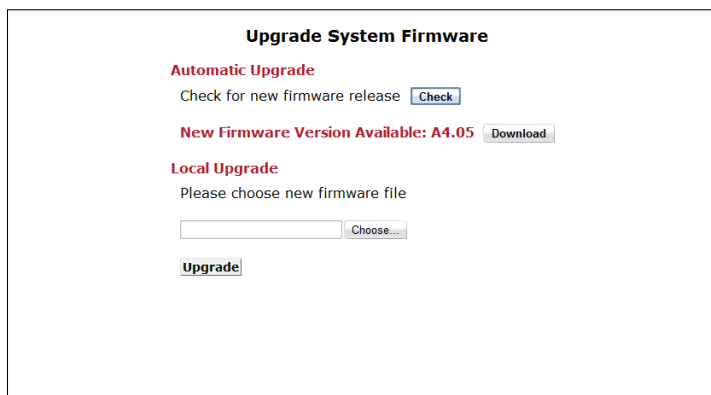 Upgrade System Firmware
Automatic Upgrade
Check for new firmware release Check
New Firmware Version Available: A4.05 Download
Local Upgrade
Please choose new firmware file
Choose...
Upgrade